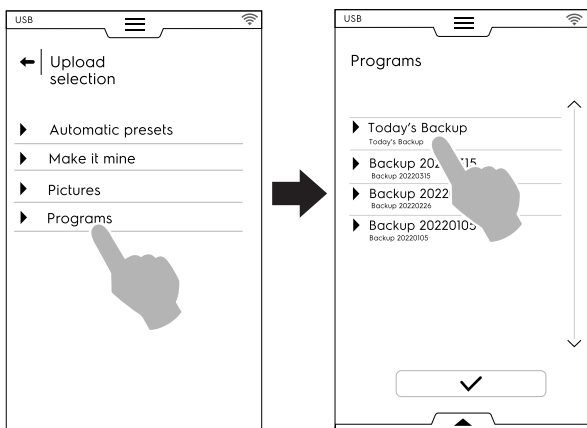 USB
Upload
selection
Automatic presets
Make it mine
Pictures
Programs
USB
Programs
Today's Backup
Today's Backup
Backup 20220315
Backup 20220315
Backup 2022
Backup 20220226
Backup 20220105
Backup 20220105